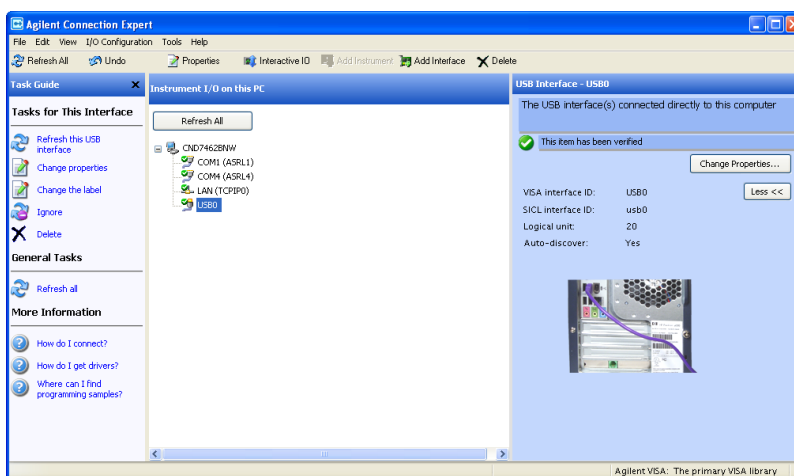 Agilent Connection Expert
File Edit View I/O Configuration Tools Help
Refresh All Undo Properties Interactive IO Add Instrument Add Interface Delete
Task Guide
Tasks for This Interface
Refresh this USB
interface
Change properties
Change the label
Ignore
Delete
General Tasks
Refresh all
More Information
How do I connect?
How do I get drivers?
Where can I find
programming samples?
Instrument I/O on this PC
Refresh All
CND7462BNW
COM1 (ASRL1)
COM4 (ASRL4)
LAN (TCPIP0)
USB0
USB Interface - USB0
The USB interface(s) connected directly to this computer
This item has been verified
Change Properties...
VISA interface ID: USB0
Less <<
SICL interface ID: usb0
Logical unit: 20
Auto-discover: Yes
Agilent VISA: The primary VISA library